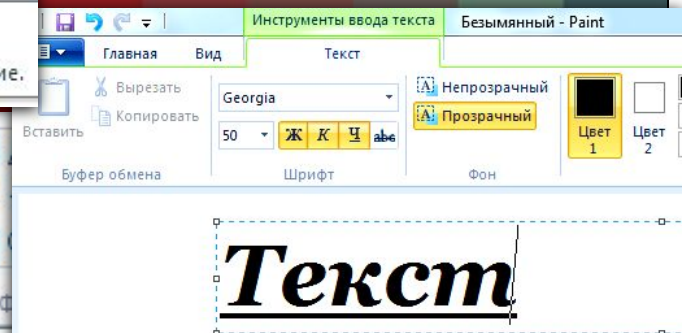 Инструменты ввода текста Безымянный - Paint
ие.
Главная Вид Текст
Вставить
Вырезать
Копировать
Буфер обмена
Georgia
50 Ж К Ч abc
Шрифт
Непрозрачный
Прозрачный
Фон
Цвет 1
Цвет 2
Текст